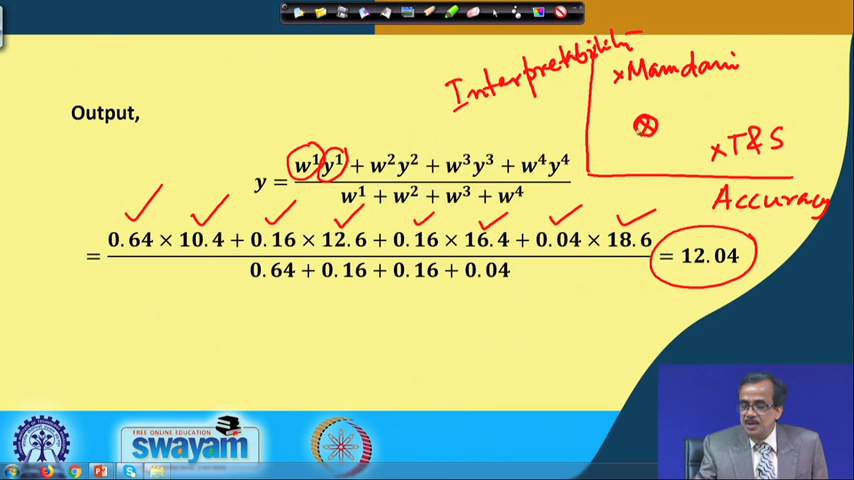 Interpretability
×Mamdani
Output,
×T&S
y = w¹y¹ + w²y² + w³y³ + w⁴y⁴ / w¹ + w² + w³ + w⁴
Accuracy
= 0.64 × 10.4 + 0.16 × 12.6 + 0.16 × 16.4 + 0.04 × 18.6 / 0.64 + 0.16 + 0.16 + 0.04 = 12.04
FREE ONLINE EDUCATION
swayam